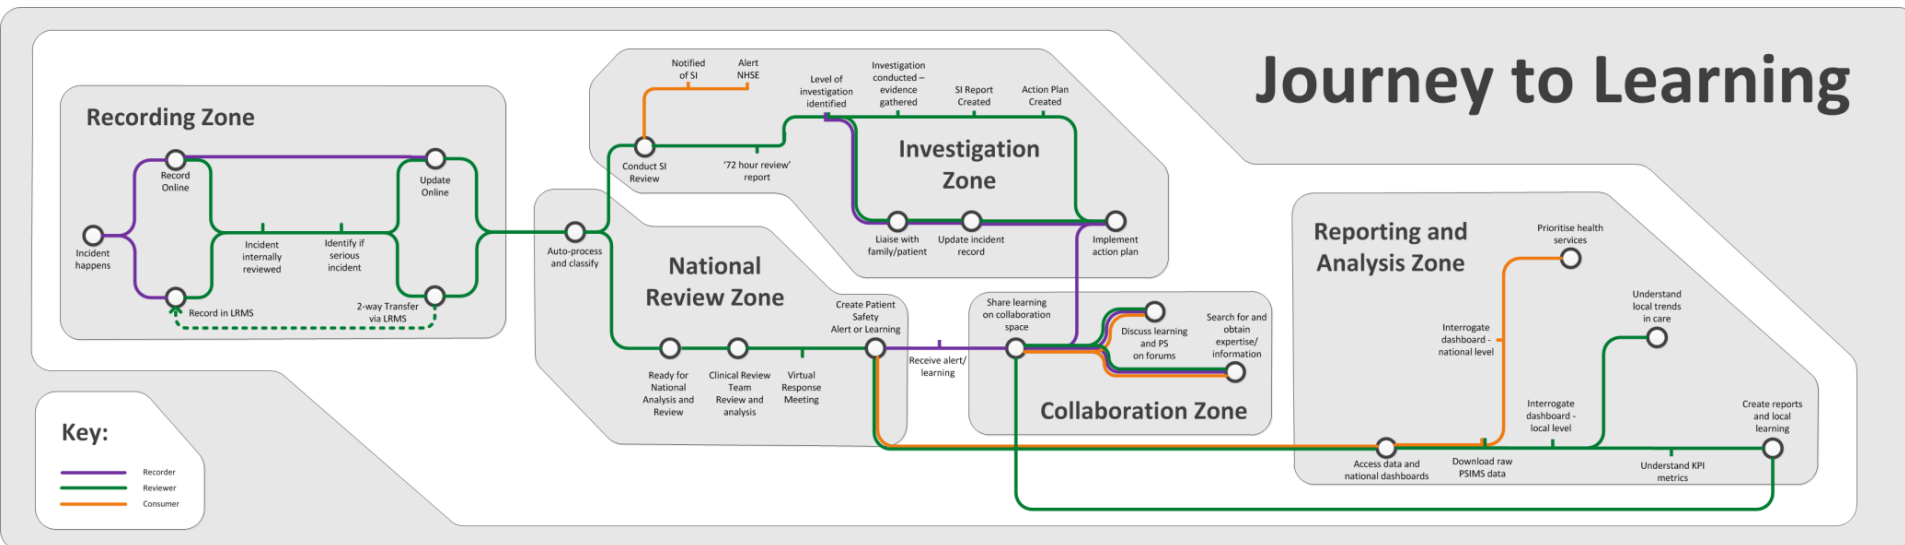 Journey to Learning
Recording Zone
Record
Online
Update
Online
Incident
happens
Incident
internally
reviewed
Identify if
serious
incident
Record in LRMS
2-way Transfer
via LRMS
Key:
Recorder
Reviewer
Consumer
Auto-process
and classify
Notified
of SI
Alert
NHSE
Level of
investigation
identified
Investigation
conducted –
evidence
gathered
SI Report
Created
Action Plan
Created
Conduct SI
Review
'72 hour review'
report
Investigation
Zone
Liaise with
family/patient
Update incident
record
Implement
action plan
National
Review Zone
Create Patient
Safety
Alert or Learning
Ready for
National
Analysis and
Review
Clinical Review
Team
Review and
analysis
Virtual
Response
Meeting
Receive alert/
learning
Share learning
on collaboration
space
Discuss learning
and PS
on forums
Search for and
obtain
expertise/
information
Collaboration Zone
Reporting and
Analysis Zone
Prioritise health
services
Understand
local trends
in care
Interrogate
dashboard -
national level
Interrogate
dashboard -
local level
Create reports
and local
learning
Access data and
national dashboards
Download raw
PSIMS data
Understand KPI
metrics